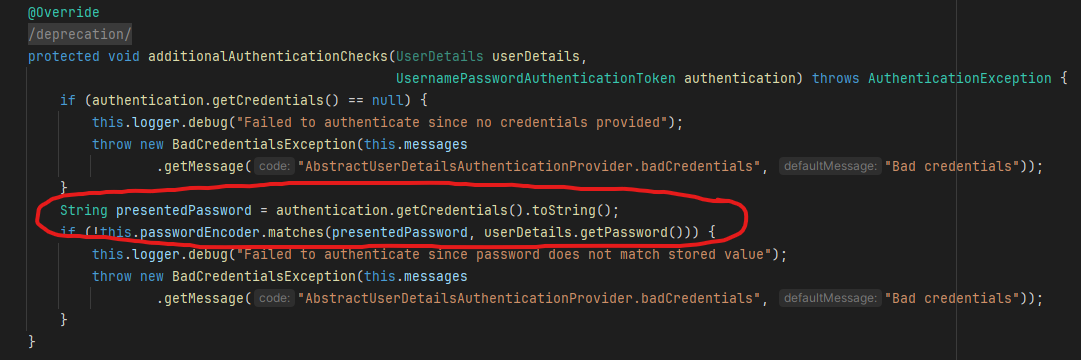 @Override
/deprecation/
protected void additionalAuthenticationChecks(UserDetails userDetails,
UsernamePasswordAuthenticationToken authentication) throws AuthenticationException {
if (authentication.getCredentials() == null) {
this.logger.debug("Failed to authenticate since no credentials provided");
throw new BadCredentialsException(this.messages
.getMessage( code: "AbstractUserDetailsAuthenticationProvider.badCredentials", defaultMessage: "Bad credentials"));
}
String presentedPassword = authentication.getCredentials().toString();
if (!this.passwordEncoder.matches(presentedPassword, userDetails.getPassword())) {
this.logger.debug("Failed to authenticate since password does not match stored value");
throw new BadCredentialsException(this.messages
.getMessage( code: "AbstractUserDetailsAuthenticationProvider.badCredentials", defaultMessage: "Bad credentials"));
}
}